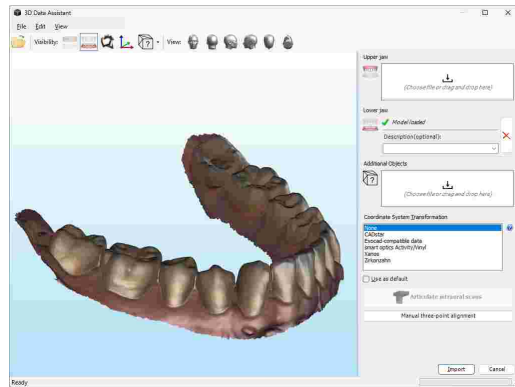 3D Data Assistant
File Edit View
Visibility: View:
Upper jaw
(Choose file or drag and drop here)
Lower jaw
Model loaded
Description(optional):
Additional Objects
(Choose file or drag and drop here)
Coordinate System Transformation
None
CADstar
Exocad-compatible data
smart optics Activity/Vinyl
Xanos
Zirkonzahn
Use as default
Articulate intraoral scans
Manual three-point alignment
Import Cancel
Ready